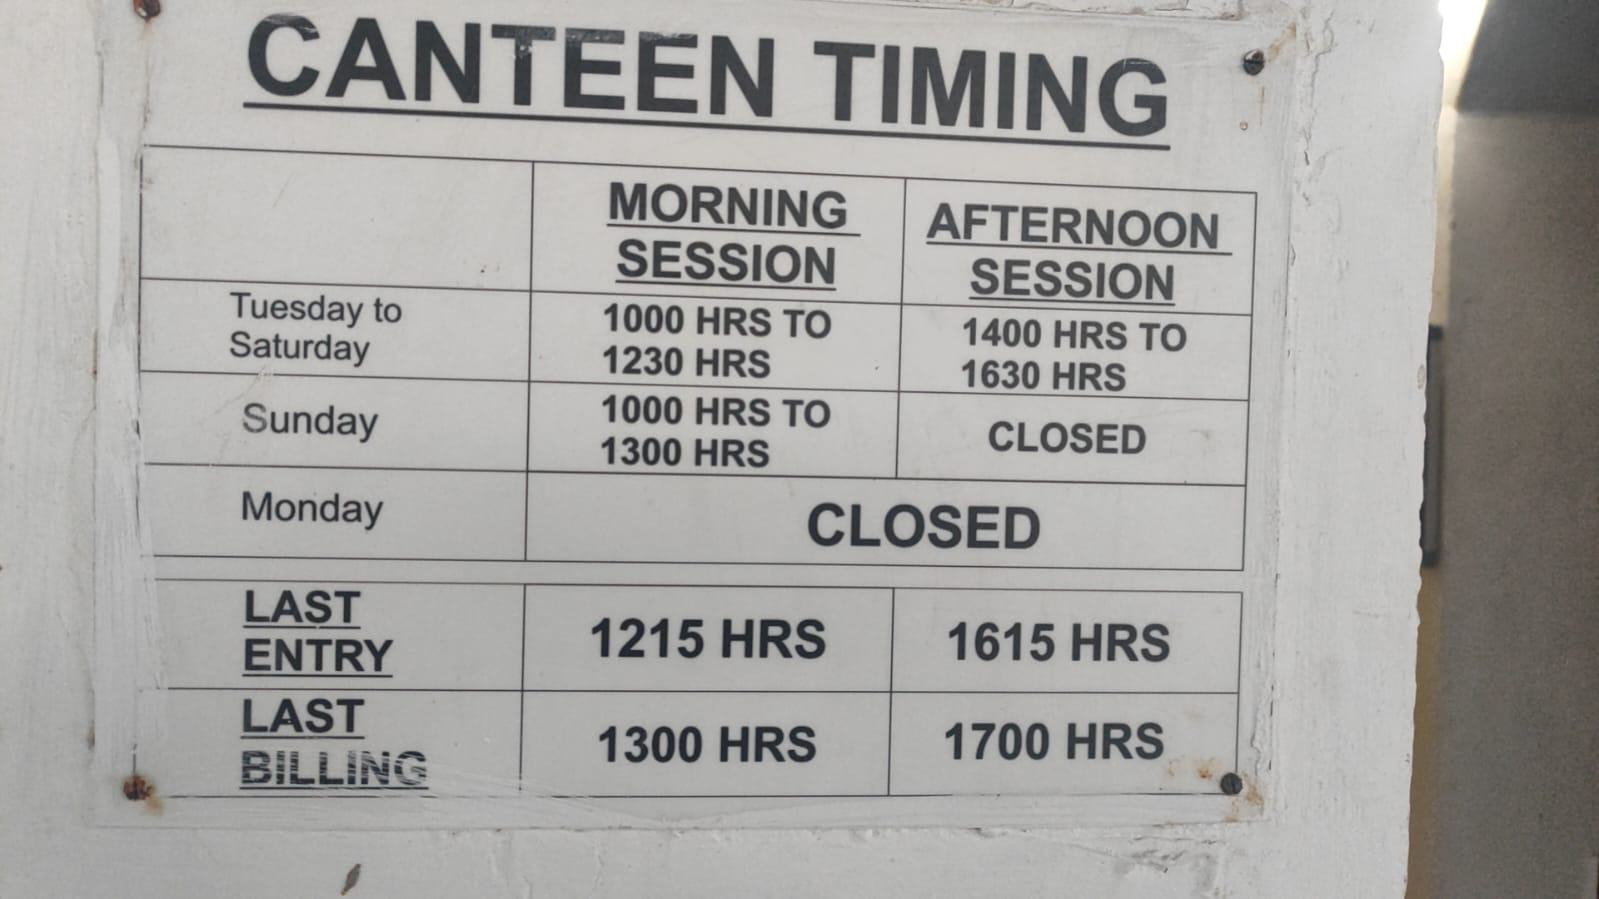 CANTEEN TIMING
MORNING
SESSION
AFTERNOON
SESSION
Tuesday to
Saturday
1000 HRS TO
1230 HRS
1400 HRS TO
1630 HRS
Sunday
1000 HRS TO
1300 HRS
CLOSED
Monday
CLOSED
LAST
ENTRY
1215 HRS
1615 HRS
LAST
BILLING
1300 HRS
1700 HRS